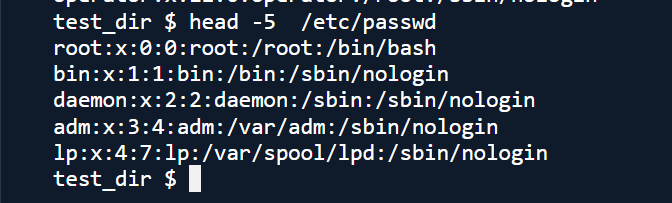 test_dir $ head -5  /etc/passwd
root:x:0:0:root:/root:/bin/bash
bin:x:1:1:bin:/bin:/sbin/nologin
daemon:x:2:2:daemon:/sbin:/sbin/nologin
adm:x:3:4:adm:/var/adm:/sbin/nologin
lp:x:4:7:lp:/var/spool/lpd:/sbin/nologin
test_dir $